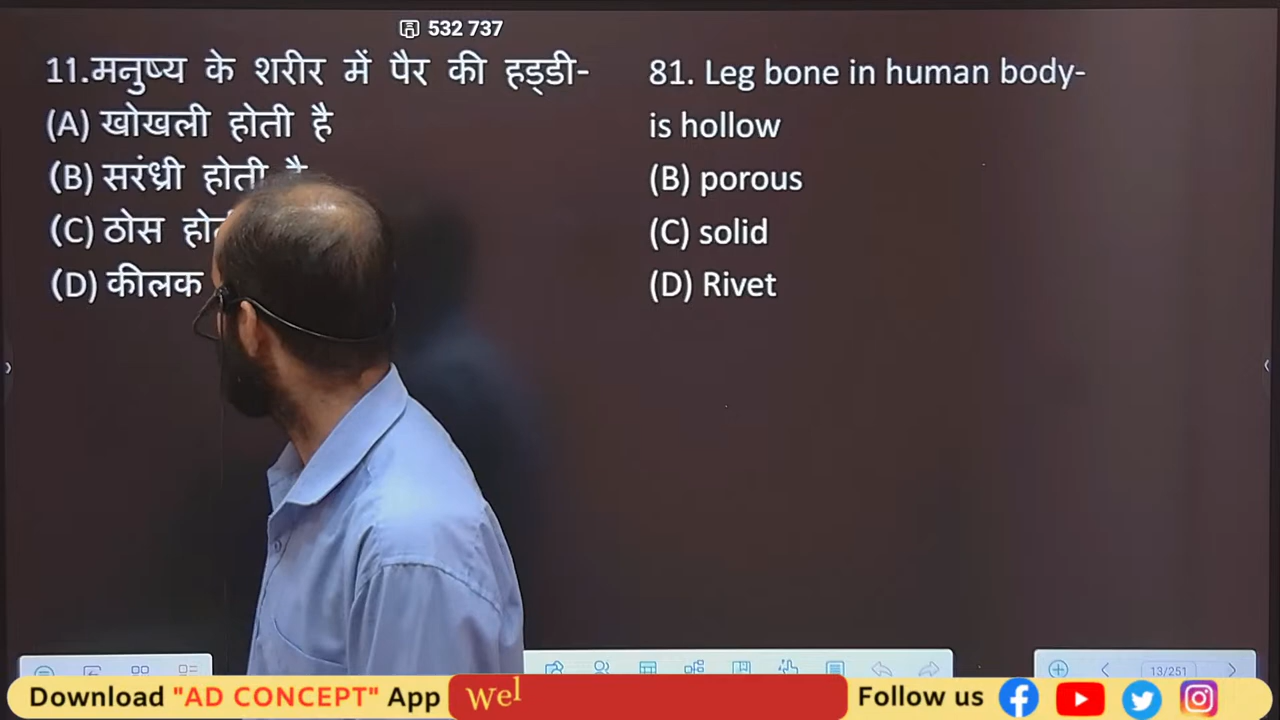 532 737
11.मनुष्य के शरीर में पैर की हड्डी-
(A) खोखली होती है
(B) सरंध्री होती है
(C) ठोस
(D) कीलक
81. Leg bone in human body-
is hollow
(B) porous
(C) solid
(D) Rivet
13/251
Download "AD CONCEPT" App
Wel
Follow us